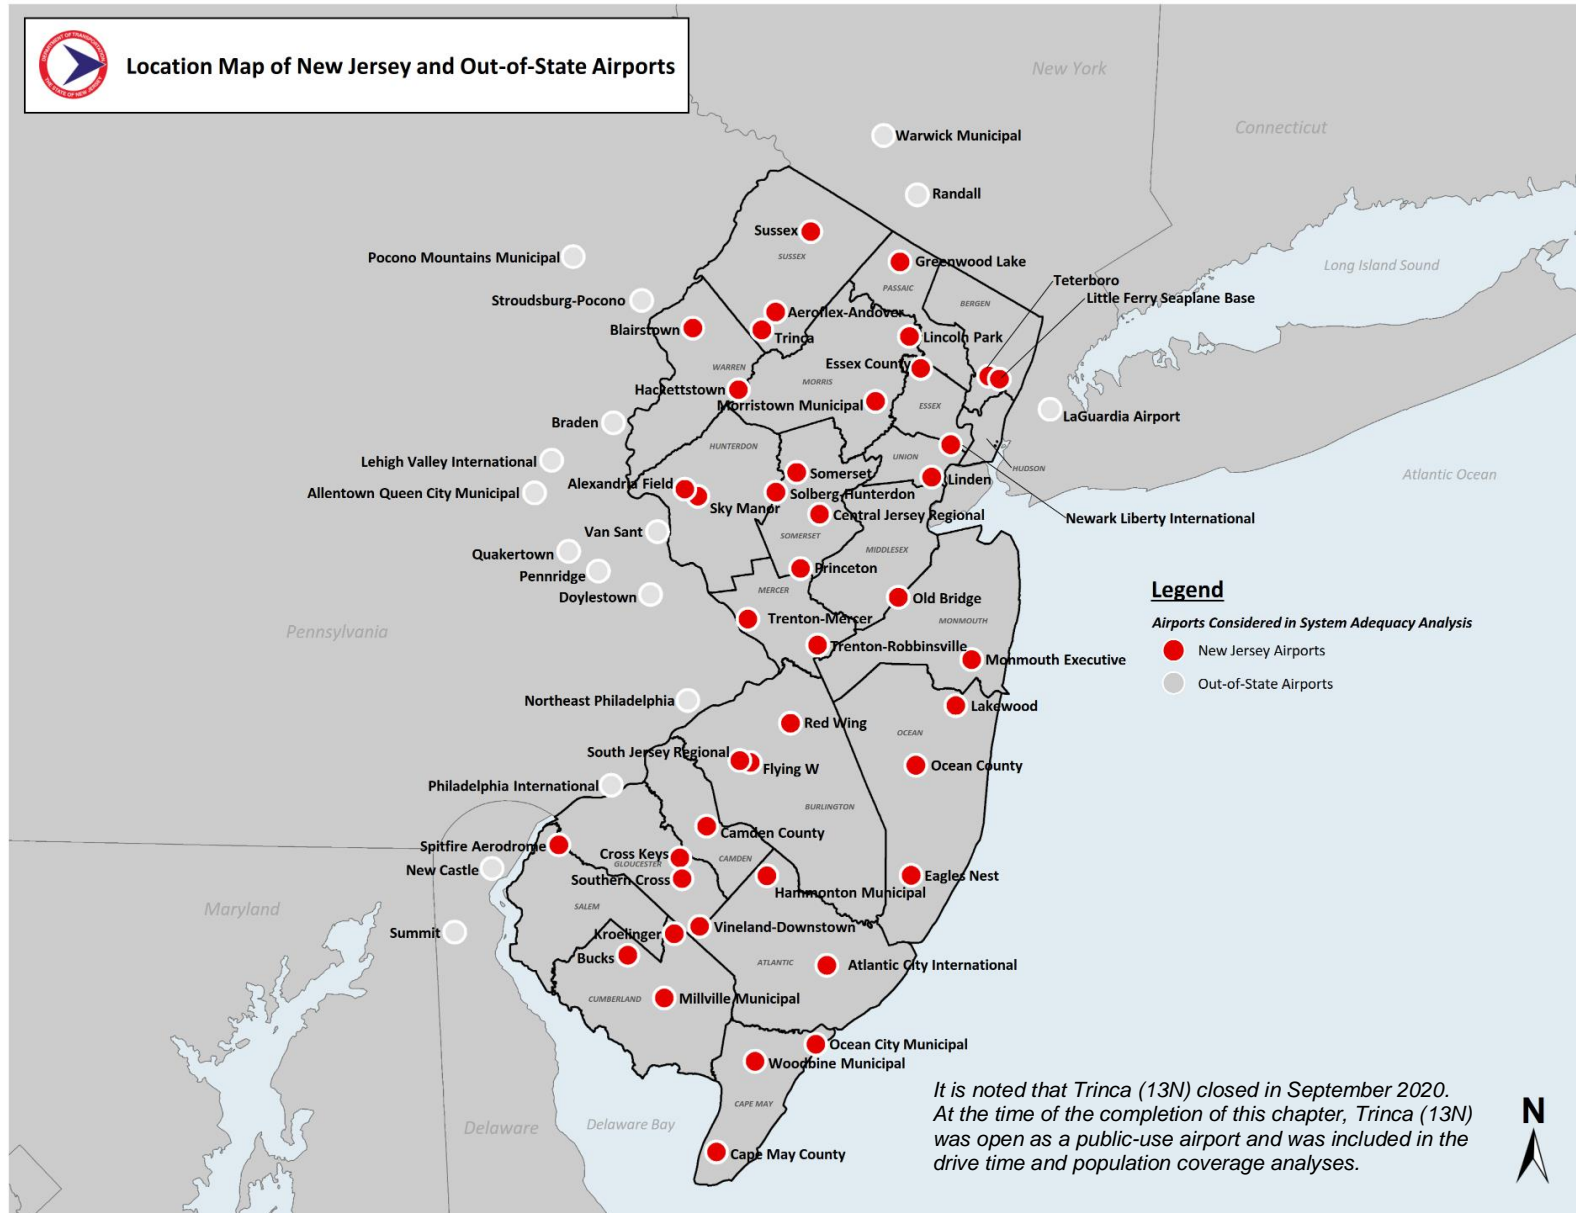 DEPARTMENT OF TRANSPORTATION
THE STATE OF NEW JERSEY
Location Map of New Jersey and Out-of-State Airports
New York
Connecticut
Warwick Municipal
Randall
Sussex
SUSSEX
Pocono Mountains Municipal
Greenwood Lake
Long Island Sound
Teterboro
PASSAIC
Little Ferry Seaplane Base
Stroudsburg-Pocono
BERGEN
Aeroflex-Andover
Blairstown
Trinca
Lincoln Park
Essex County
WARREN
MORRIS
Hackettstown
Morristown Municipal
ESSEX
LaGuardia Airport
Braden
HUNTERDON
UNION
Lehigh Valley International
HUDSON
Somerset
Atlantic Ocean
Linden
Alexandria Field
Allentown Queen City Municipal
Solberg-Hunterdon
Sky Manor
Central Jersey Regional
Newark Liberty International
Van Sant
SOMERSET
MIDDLESEX
Quakertown
Princeton
Pennridge
Legend
MERCER
Doylestown
Old Bridge
Trenton-Mercer
MONMOUTH
Airports Considered in System Adequacy Analysis
Pennsylvania
Trenton-Robbinsville
New Jersey Airports
Monmouth Executive
Out-of-State Airports
Northeast Philadelphia
Lakewood
Red Wing
OCEAN
South Jersey Regional
Flying W
Ocean County
Philadelphia International
BURLINGTON
Camden County
Spitfire Aerodrome
Cross Keys
CAMDEN
GLOUCESTER
New Castle
Southern Cross
Eagles Nest
Hammonton Municipal
Maryland
SALEM
Vineland-Downstown
Summit
Kroelinger
Bucks
ATLANTIC
Atlantic City International
CUMBERLAND
Millville Municipal
Ocean City Municipal
Woodbine Municipal
It is noted that Trinca (13N) closed in September 2020.
At the time of the completion of this chapter, Trinca (13N)
was open as a public-use airport and was included in the
drive time and population coverage analyses.
N
CAPE MAY
Delaware
Delaware Bay
Cape May County